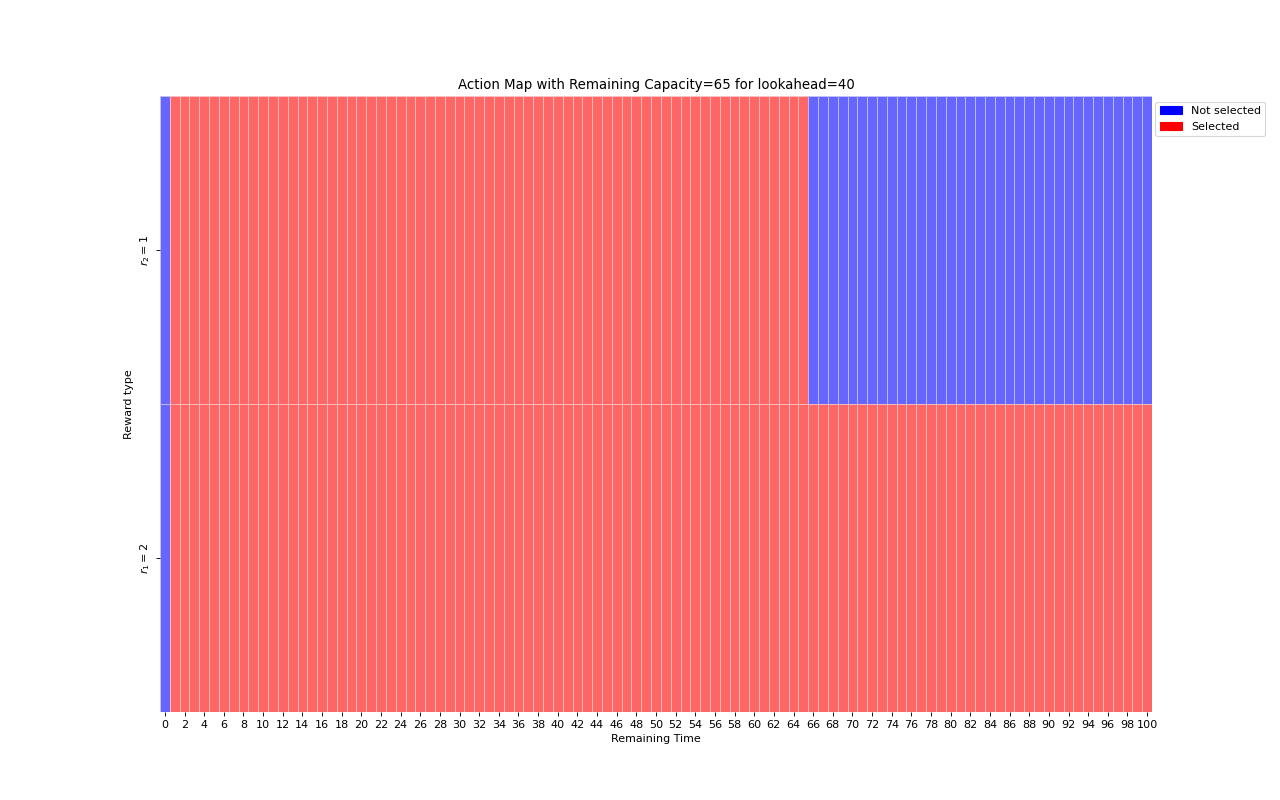 Action Map with Remaining Capacity=65 for lookahead=40
Not selected
Selected
r₂ = 1
Reward type
r₁ = 2
0 2 4 6 8 10 12 14 16 18 20 22 24 26 28 30 32 34 36 38 40 42 44 46 48 50 52 54 56 58 60 62 64 66 68 70 72 74 76 78 80 82 84 86 88 90 92 94 96 98 100
Remaining Time